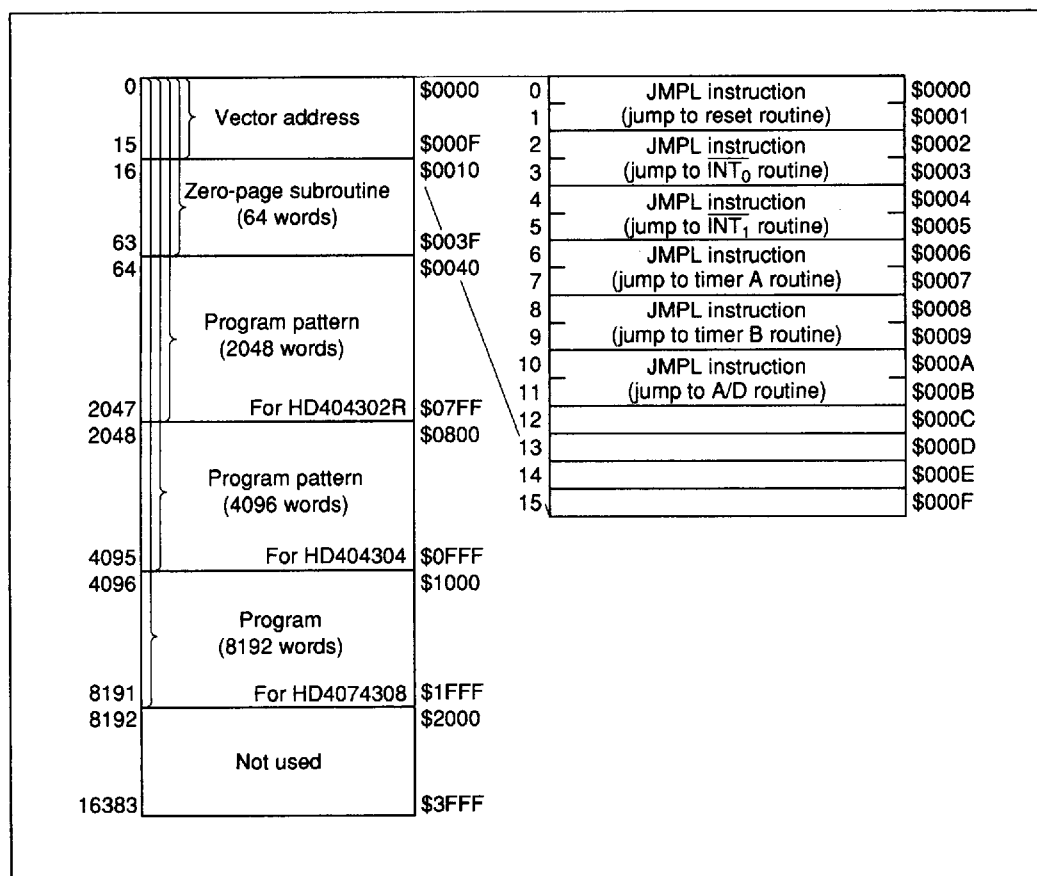 0
$0000
Vector address
15
$000F
16
$0010
Zero-page subroutine
(64 words)
63
$003F
64
$0040
Program pattern
(2048 words)
2047
For HD404302R
$07FF
2048
$0800
Program pattern
(4096 words)
4095
For HD404304
$0FFF
4096
$1000
Program
(8192 words)
8191
For HD4074308
$1FFF
8192
$2000
Not used
16383
$3FFF
0
JMPL instruction
$0000
1
(jump to reset routine)
$0001
2
JMPL instruction
$0002
3
(jump to INT₀ routine)
$0003
4
JMPL instruction
$0004
5
(jump to INT₁ routine)
$0005
6
JMPL instruction
$0006
7
(jump to timer A routine)
$0007
8
JMPL instruction
$0008
9
(jump to timer B routine)
$0009
10
JMPL instruction
$000A
11
(jump to A/D routine)
$000B
12
$000C
13
$000D
14
$000E
15
$000F